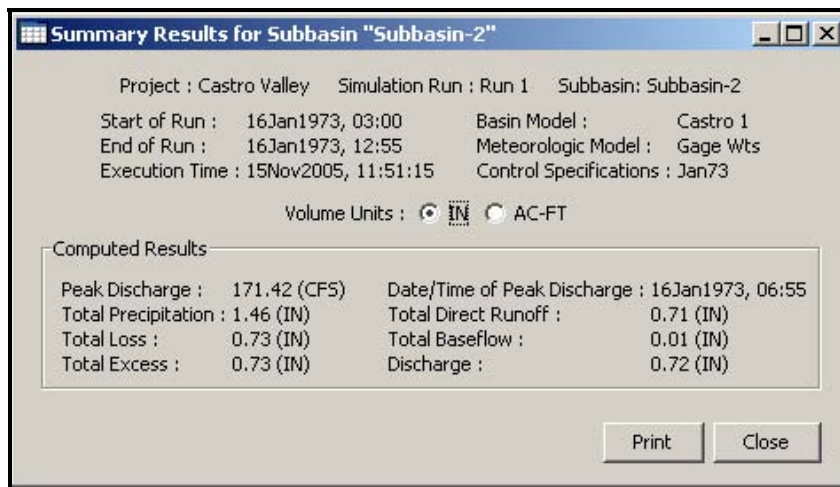 Summary Results for Subbasin "Subbasin-2"
Project : Castro Valley Simulation Run : Run 1 Subbasin: Subbasin-2
Start of Run : 16Jan1973, 03:00 Basin Model : Castro 1
End of Run : 16Jan1973, 12:55 Meteorologic Model : Gage Wts
Execution Time : 15Nov2005, 11:51:15 Control Specifications : Jan73
Volume Units : IN AC-FT
Computed Results
Peak Discharge : 171.42 (CFS) Date/Time of Peak Discharge : 16Jan1973, 06:55
Total Precipitation : 1.46 (IN) Total Direct Runoff : 0.71 (IN)
Total Loss : 0.73 (IN) Total Baseflow : 0.01 (IN)
Total Excess : 0.73 (IN) Discharge : 0.72 (IN)
Print Close